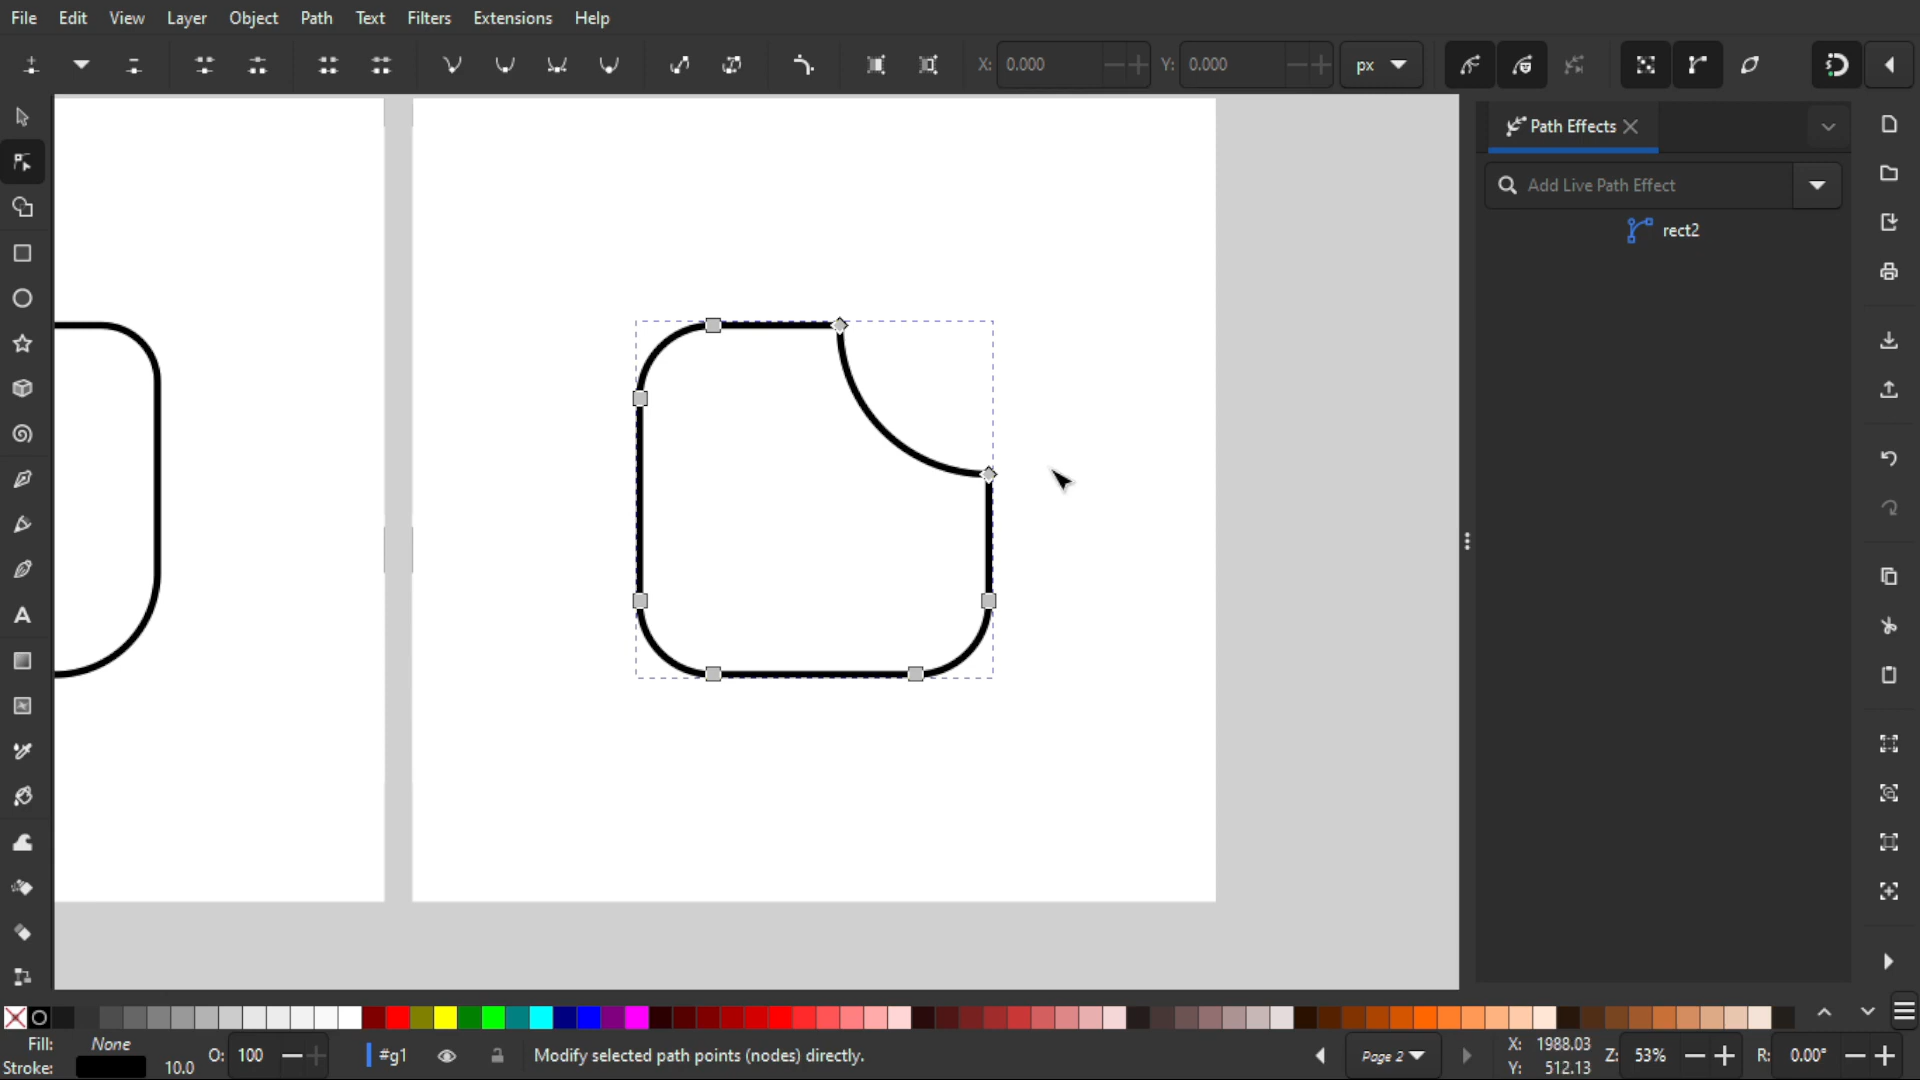 File Edit View Layer Object Path Text Filters Extensions Help
X: 0.000 Y: 0.000 px
Path Effects
Add Live Path Effect
rect2
Fill: None
Stroke: 10.0 O: 100 #g1 Modify selected path points (nodes) directly. Page 2 X: 1988.03 Y: 512.13 Z: 53% R: 0.00°